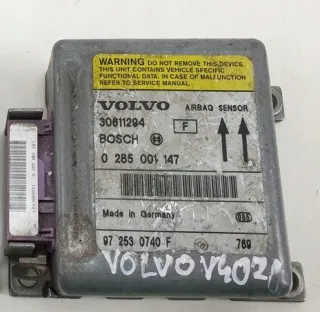 WARNING DO NOT REMOVE THIS UNIT.
THIS UNIT CONTAINS VEHICLE SPECIFIC
FUNCTIONAL DATA. IN CASE OF MALFUNCTION
REFER TO SERVICE MANUAL.
VOLVO AIRBAG SENSOR
30611294 F
BOSCH
0 285 001 147
Made in Germany
97 253 0740 F 769
VOLVO V40